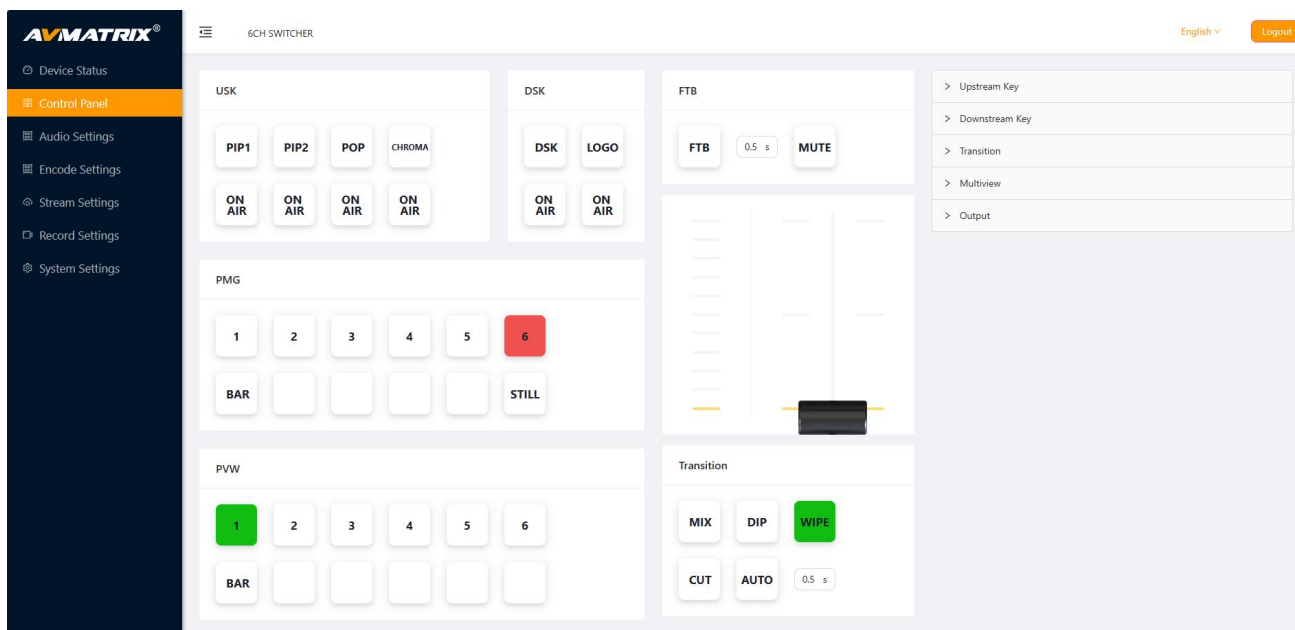 AVMATRIX®
6CH SWITCHER
English
Logout
Device Status
Control Panel
Audio Settings
Encode Settings
Stream Settings
Record Settings
System Settings
USK
PIP1 PIP2 POP CHROMA
ON AIR ON AIR ON AIR ON AIR
DSK
DSK LOGO
ON AIR ON AIR
FTB
FTB 0.5 s MUTE
PMG
1 2 3 4 5 6
BAR STILL
PVW
1 2 3 4 5 6
BAR
Transition
MIX DIP WIPE
CUT AUTO 0.5 s
Upstream Key
Downstream Key
Transition
Multiview
Output